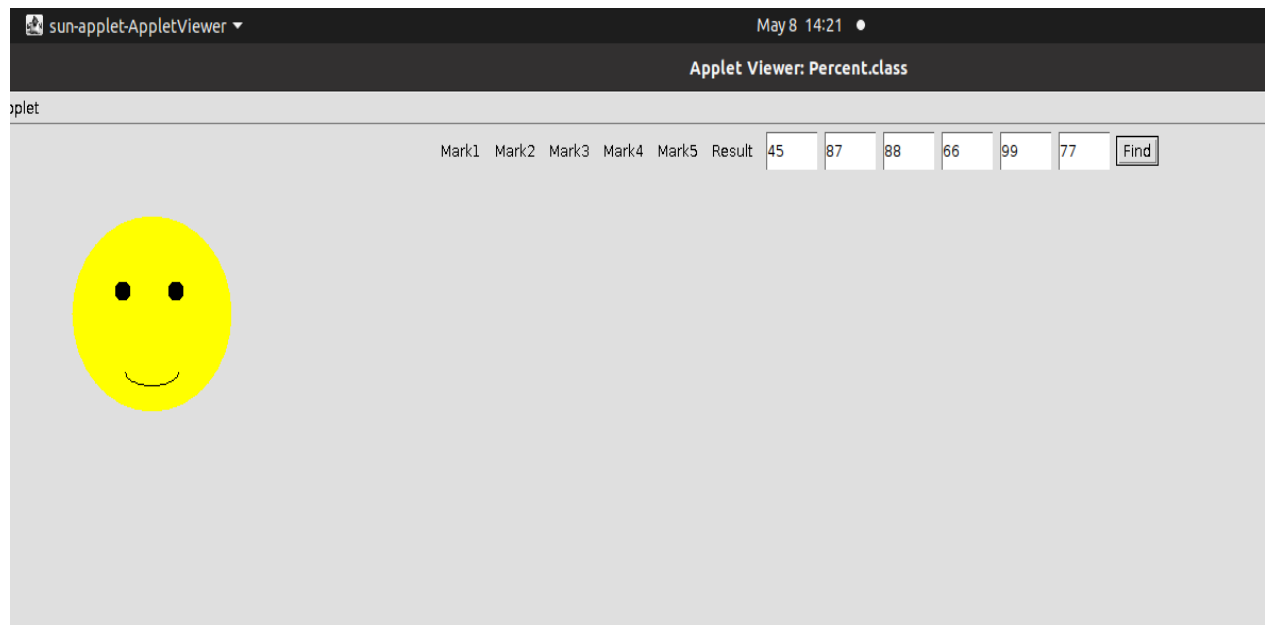 sun-applet-AppletViewer May 8 14:21
Applet Viewer: Percent.class
pplet
Mark1 Mark2 Mark3 Mark4 Mark5 Result 45 87 88 66 99 77 Find